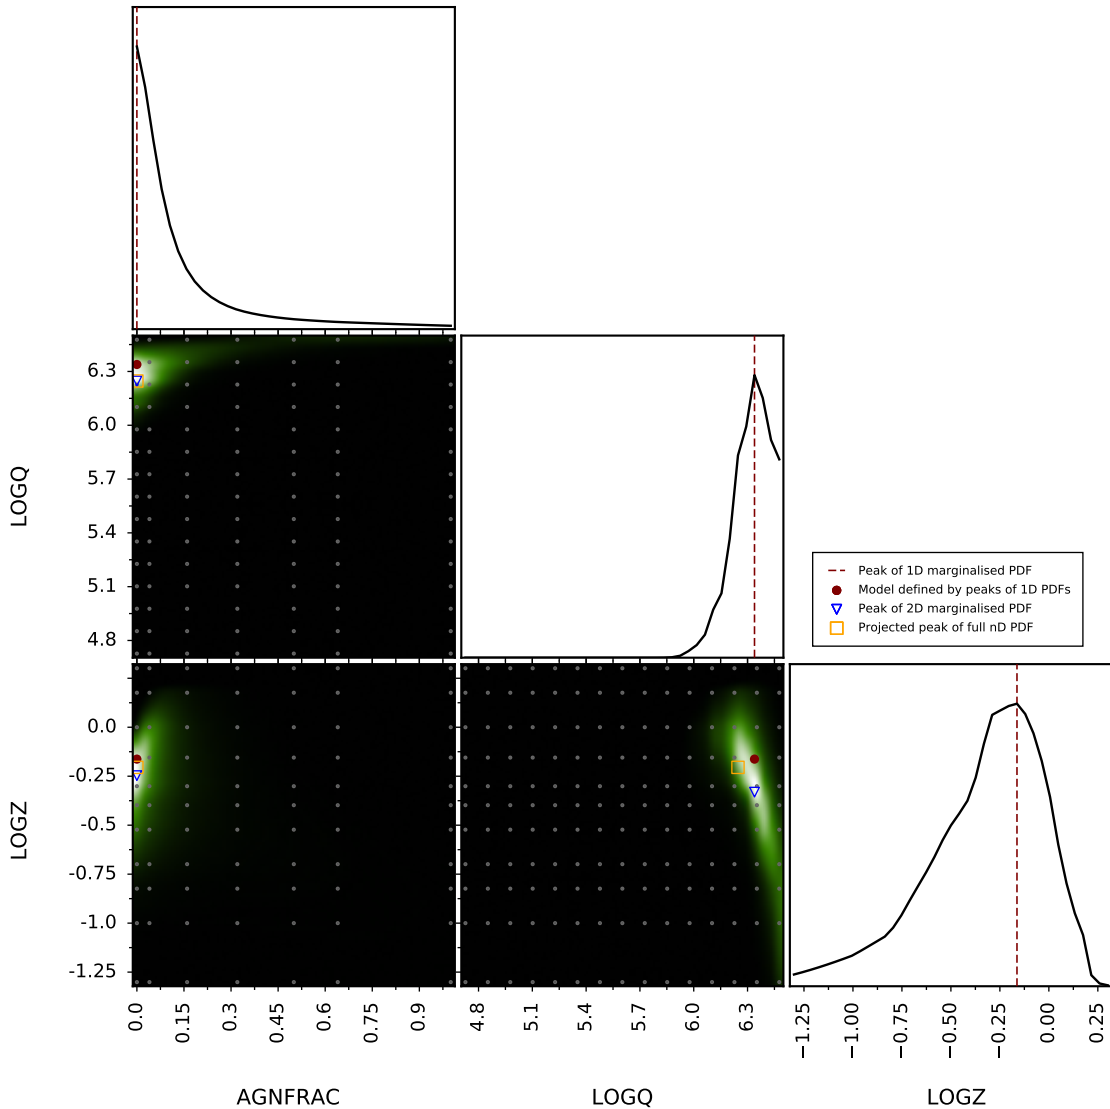 6.3
6.0
5.7
5.4
5.1
4.8
LOGQ
Peak of 1D marginalised PDF
Model defined by peaks of 1D PDFs
Peak of 2D marginalised PDF
Projected peak of full nD PDF
0.0
-0.25
-0.5
-0.75
-1.0
-1.25
LOGZ
0.0 0.15 0.3 0.45 0.6 0.75 0.9
4.8 5.1 5.4 5.7 6.0 6.3
−1.25 −1.00 −0.75 −0.50 −0.25 0.00 0.25
AGNFRAC LOGQ LOGZ